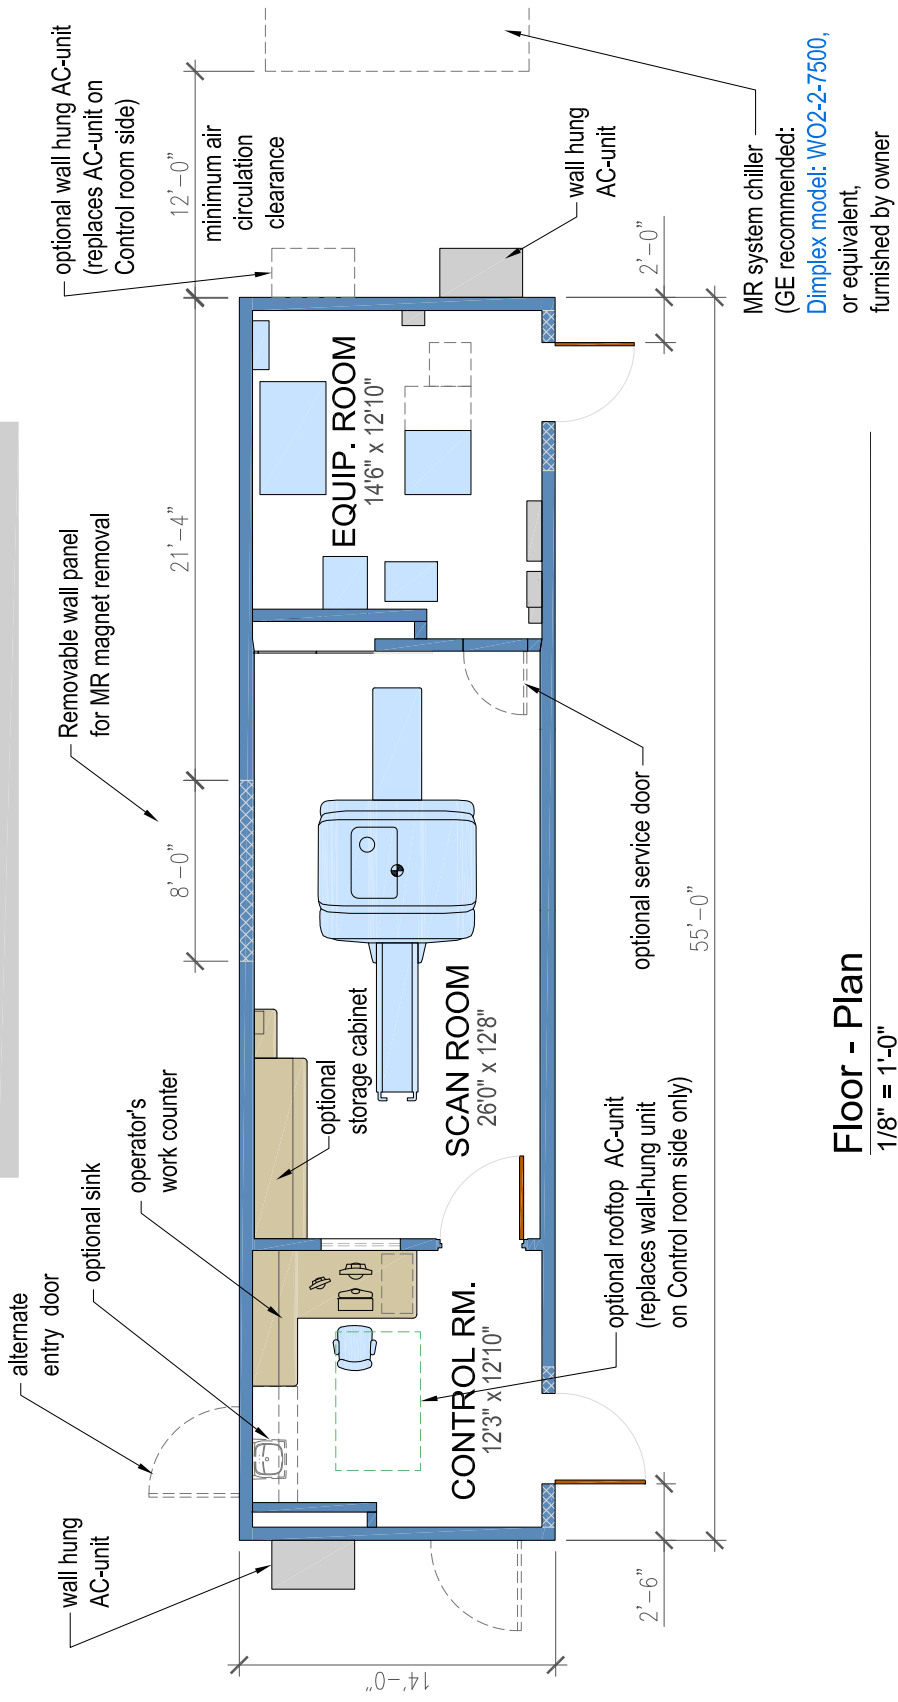 wall hung
AC-unit
alternate
entry door
optional sink
operator's
work counter
optional
storage cabinet
Removable wall panel
for MR magnet removal
optional wall hung AC-unit
(replaces AC-unit on
Control room side)
8'-0"
21'-4"
12'-0"
minimum air
circulation
clearance
14'-0"
CONTROL RM.
12'3" x 12'10"
SCAN ROOM
26'0" x 12'8"
EQUIP. ROOM
14'6" x 12'10"
wall hung
AC-unit
optional rooftop AC-unit
(replaces wall-hung unit
on Control room side only)
optional service door
2'-6"
2'-0"
55'-0"
MR system chiller
(GE recommended:
Dimplex model: WO2-2-7500,
or equivalent,
furnished by owner
Floor - Plan
1/8" = 1'-0"